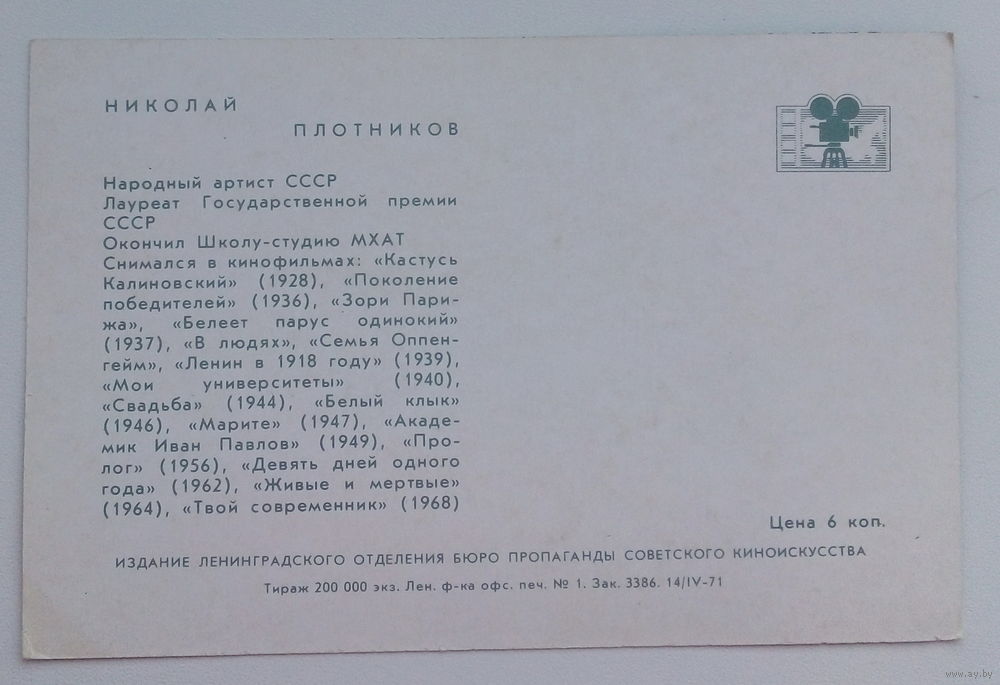 НИКОЛАЙ
ПЛОТНИКОВ
Народный артист СССР
Лауреат Государственной премии
СССР
Окончил Школу-студию МХАТ
Снимался в кинофильмах: «Кастусь
Калиновский» (1928), «Поколение
победителей» (1936), «Зори Пари-
жа», «Белеет парус одинокий»
(1937), «В людях», «Семья Оппен-
гейм», «Ленин в 1918 году» (1939),
«Мои университеты» (1940),
«Свадьба» (1944), «Белый клык»
(1946), «Марите» (1947), «Акаде-
мик Иван Павлов» (1949), «Про-
лог» (1956), «Девять дней одного
года» (1962), «Живые и мертвые»
(1964), «Твой современник» (1968)
Цена 6 коп.
ИЗДАНИЕ ЛЕНИНГРАДСКОГО ОТДЕЛЕНИЯ БЮРО ПРОПАГАНДЫ СОВЕТСКОГО КИНОИСКУССТВА
Тираж 200 000 экз. Лен. ф-ка офс. печ. № 1. Зак. 3386. 14/IV-71
www.ay.by